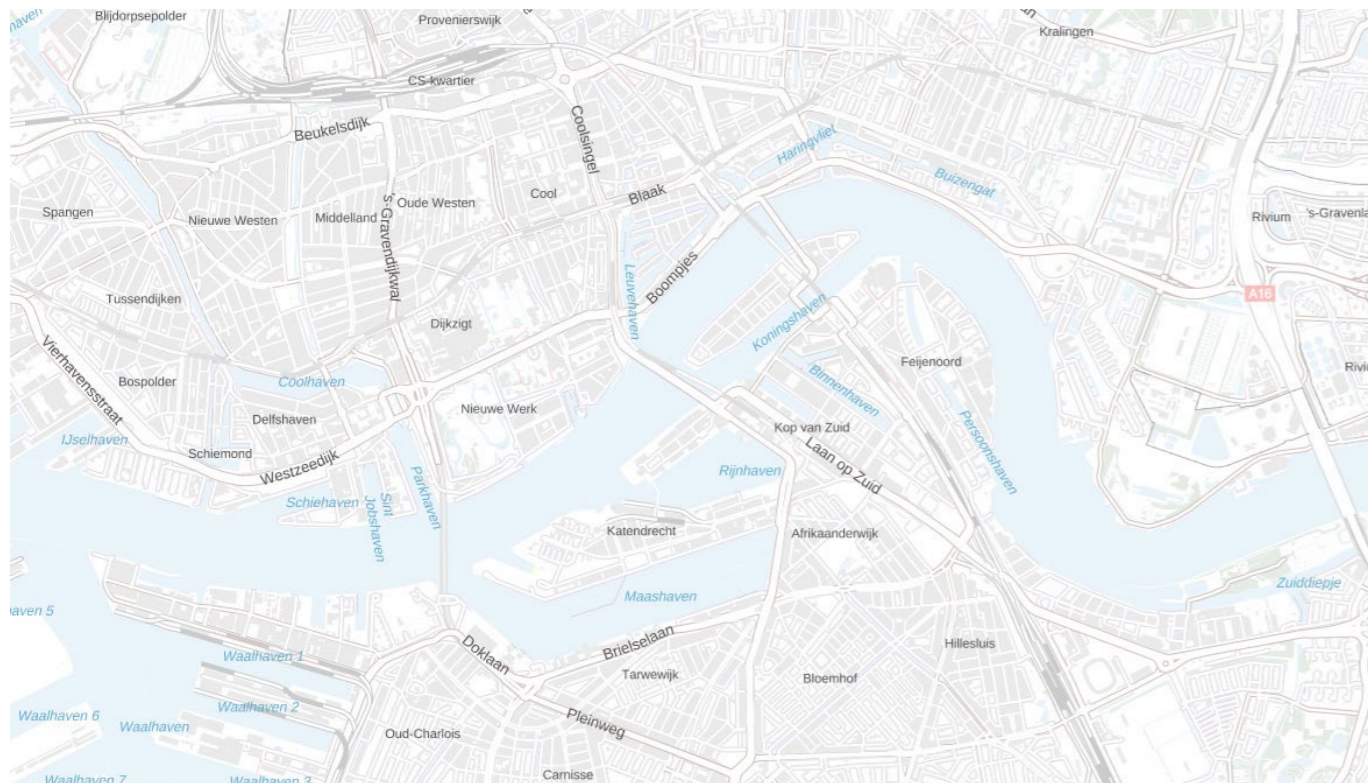 Blijdorpsepolder
Provenierswijk
Kralingen
CS-kwartier
Beukelsdijk
Coolsingel
Haringvliet
Buizengat
Spangen
Nieuwe Westen
Middelland
's-Gravendijkwal
Oude Westen
Cool
Blaak
Rivium
Tussendijken
Dijkzigt
Leuvehaven
Boompjes
Koningshaven
A16
Vierhavensstraat
Bospolder
Coolhaven
Delfshaven
Nieuwe Werk
Binnenhaven
Feijenoord
IJselhaven
Schiemond
Westzeedijk
Parkhaven
Kop van Zuid
Laan op Zuid
Persoonshaven
Rijnhaven
Schiehaven
Sint
Jobshaven
Katendrecht
Afrikaanderwijk
Maashaven
Zuiddiepje
Waalhaven 1
Doklaan
Brielselaan
Tarwewijk
Hillesluis
Bloemhof
Waalhaven 2
Waalhaven 6
Waalhaven
Oud-Charlois
Pleinweg
Carnisse
Waalhaven 7
Waalhaven 3